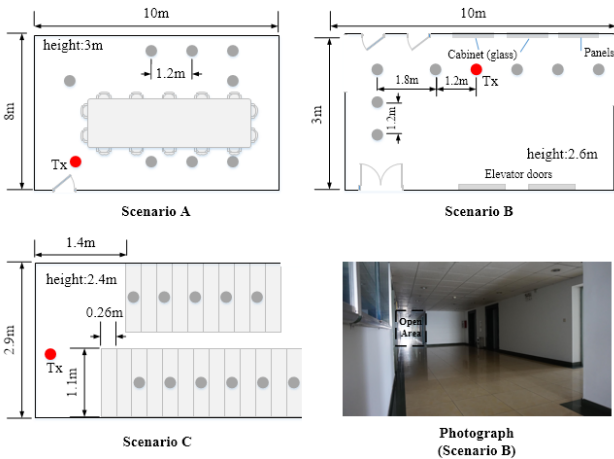 10m
height:3m
8m
1.2m
Tx
Scenario A
10m
Cabinet (glass)
Panels
1.8m
1.2m
Tx
3m
1.2m
height:2.6m
Elevator doors
Scenario B
1.4m
height:2.4m
0.26m
2.9m
Tx
1.1m
Scenario C
Open
Area
Photograph
(Scenario B)